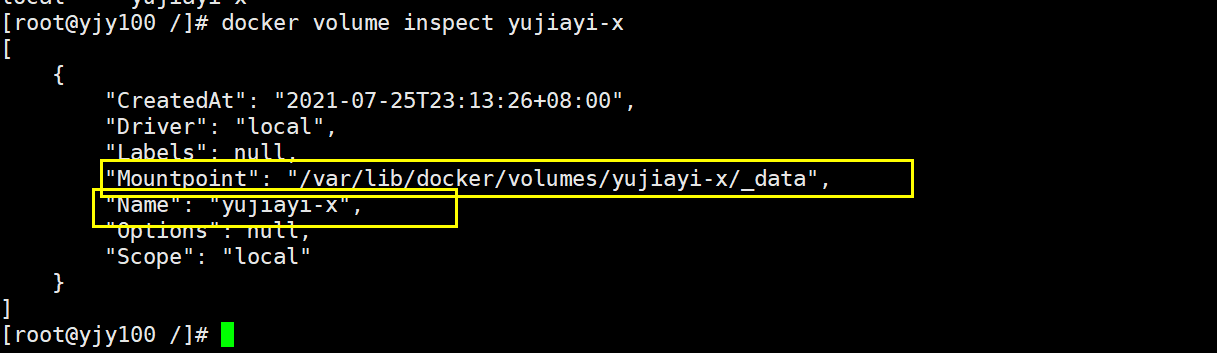 local     yujiayi-x
[root@yjy100 /]# docker volume inspect yujiayi-x
[
    {
        "CreatedAt": "2021-07-25T23:13:26+08:00",
        "Driver": "local",
        "Labels": null,
        "Mountpoint": "/var/lib/docker/volumes/yujiayi-x/_data",
        "Name": "yujiayi-x",
        "Options": null,
        "Scope": "local"
    }
]
[root@yjy100 /]#